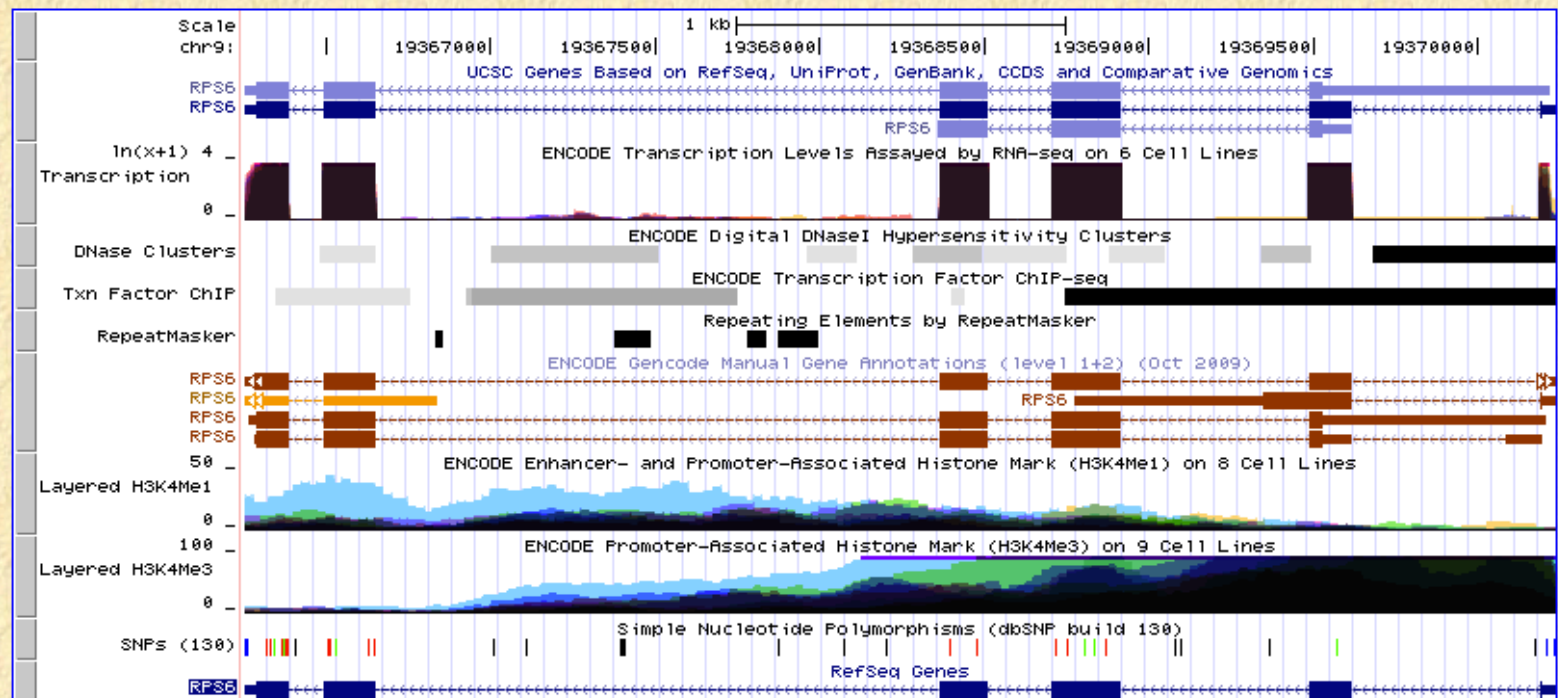 Scale 1 kb
chr9: 19367000 19367500 19368000 19368500 19369000 19369500 19370000
UCSC Genes Based on RefSeq, UniProt, GenBank, CCDS and Comparative Genomics
RPS6
RPS6
RPS6
ln(x+1) 4 _ ENCODE Transcription Levels Assayed by RNA-seq on 6 Cell Lines
Transcription
0 _
ENCODE Digital DNaseI Hypersensitivity Clusters
DNase Clusters
ENCODE Transcription Factor ChIP-seq
Txn Factor ChIP
Repeating Elements by RepeatMasker
RepeatMasker
ENCODE Gencode Manual Gene Annotations (level 1+2) (Oct 2009)
RPS6
RPS6 RPS6
RPS6
RPS6
50 _ ENCODE Enhancer- and Promoter-Associated Histone Mark (H3K4Me1) on 8 Cell Lines
Layered H3K4Me1
0 _
100 _ ENCODE Promoter-Associated Histone Mark (H3K4Me3) on 9 Cell Lines
Layered H3K4Me3
0 _
Simple Nucleotide Polymorphisms (dbSNP build 130)
SNPs (130)
RefSeq Genes
RPS6